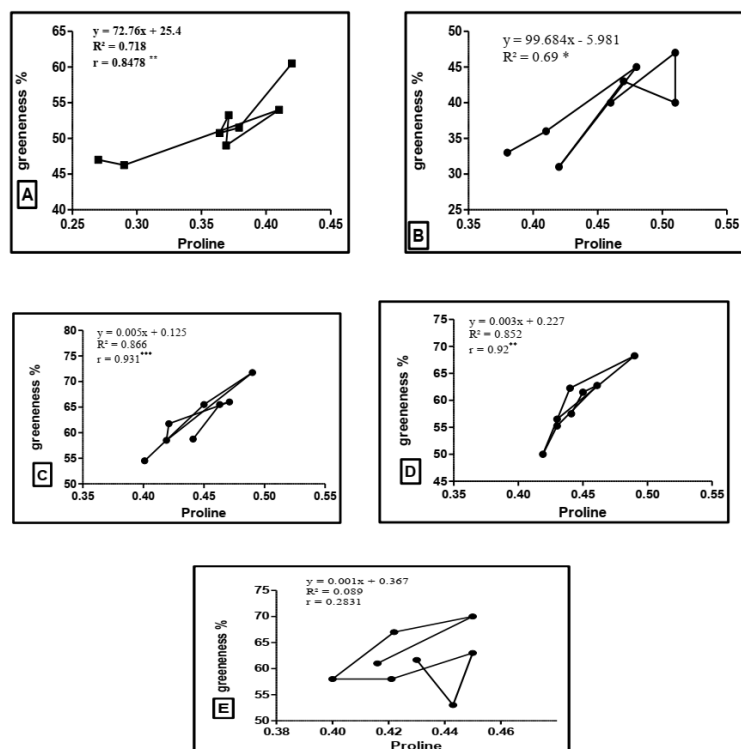 y = 72.76x + 25.4
R² = 0.718
r = 0.8478 **
greeneness %
65
60
55
50
45
40
0.25 0.30 0.35 0.40 0.45
Proline
A
y = 99.684x - 5.981
R² = 0.69 *
greeneness %
50
45
40
35
30
25
0.35 0.40 0.45 0.50 0.55
Proline
B
y = 0.005x + 0.125
R² = 0.866
r = 0.931***
greeneness %
80
75
70
65
60
55
50
0.35 0.40 0.45 0.50 0.55
Proline
C
y = 0.003x + 0.227
R² = 0.852
r = 0.92**
greeneness %
75
70
65
60
55
50
45
0.35 0.40 0.45 0.50 0.55
Proline
D
y = 0.001x + 0.367
R² = 0.089
r = 0.2831
greeneness %
75
70
65
60
55
50
0.38 0.40 0.42 0.44 0.46
Proline
E